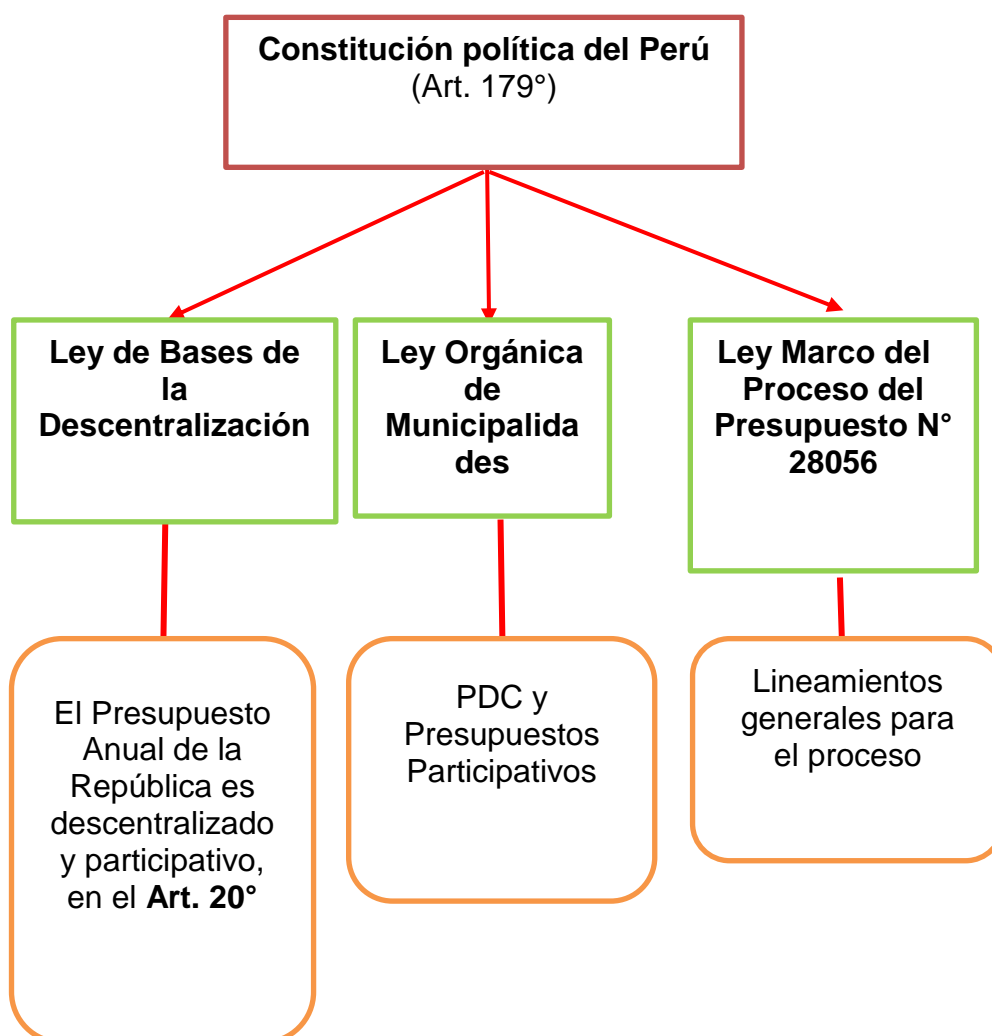 Constitución política del Perú
(Art. 179°)
Ley de Bases de
la
Descentralización
Ley Orgánica
de
Municipalida
des
Ley Marco del
Proceso del
Presupuesto N°
28056
El Presupuesto
Anual de la
República es
descentralizado
y participativo,
en el Art. 20°
PDC y
Presupuestos
Participativos
Lineamientos
generales para
el proceso